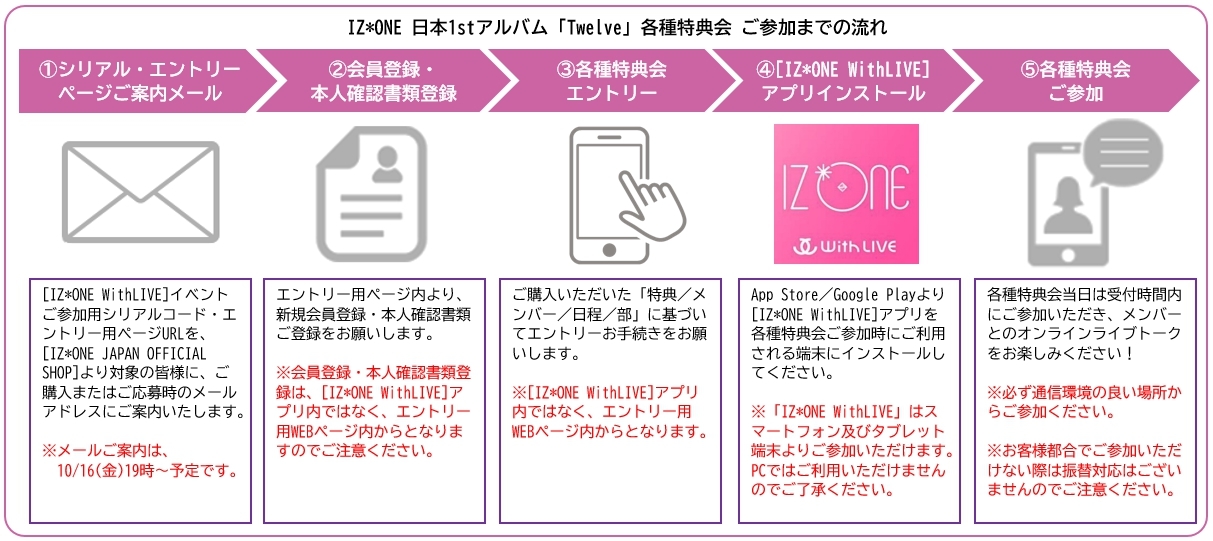 IZ*ONE 日本1stアルバム「Twelve」各種特典会 ご参加までの流れ
①シリアル・エントリー
ページご案内メール
②会員登録・
本人確認書類登録
③各種特典会
エントリー
④[IZ*ONE WithLIVE]
アプリインストール
⑤各種特典会
ご参加
IZ*ONE
With LIVE
[IZ*ONE WithLIVE]イベント
ご参加用シリアルコード・エ
ントリー用ページURLを、
[IZ*ONE JAPAN OFFICIAL
SHOP]より対象の皆様に、ご
購入またはご応募時のメール
アドレスにご案内いたします。
※メールご案内は、
10/16(金)19時～予定です。
エントリー用ページ内より、
新規会員登録・本人確認書類
ご登録をお願いします。
※会員登録・本人確認書類登
録は、[IZ*ONE WithLIVE]ア
プリ内ではなく、エントリー
用WEBページ内からとなりま
すのでご注意ください。
ご購入いただいた「特典／メ
ンバー／日程／部」に基づい
てエントリーお手続きをお願
いします。
※[IZ*ONE WithLIVE]アプリ
内ではなく、エントリー用
WEBページ内からとなります。
App Store／Google Playより
[IZ*ONE WithLIVE]アプリを
各種特典会ご参加時にご利用
される端末にインストールし
てください。
※「IZ*ONE WithLIVE」はス
マートフォン及びタブレット
端末よりご参加いただけます。
PCではご利用いただけません
のでご了承ください。
各種特典会当日は受付時間内
にご参加いただき、メンバー
とのオンラインライブトーク
をお楽しみください！
※必ず通信環境の良い場所か
らご参加ください。
※お客様都合でご参加いただ
けない際は振替対応はござい
ませんのでご注意ください。